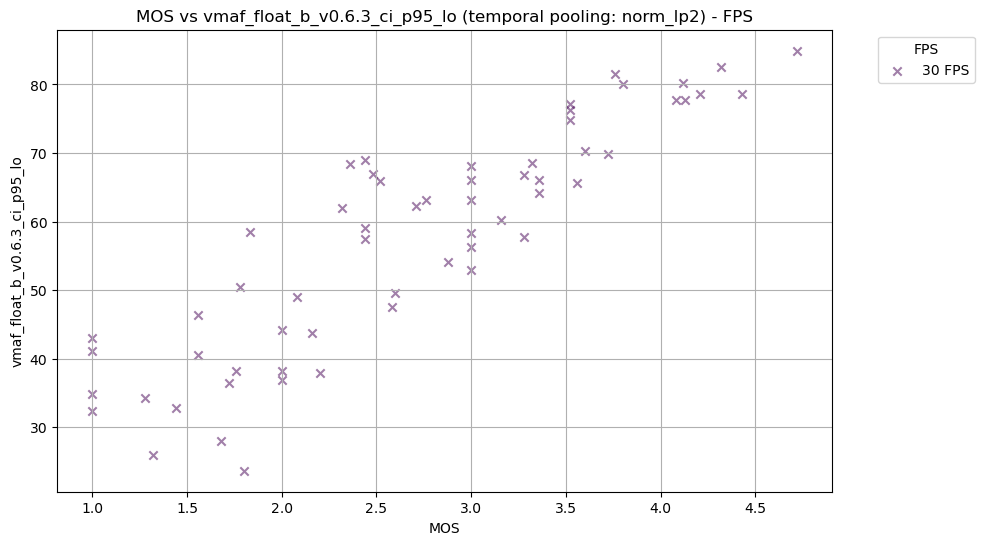 MOS vs vmaf_float_b_v0.6.3_ci_p95_lo (temporal pooling: norm_lp2) - FPS
FPS
30 FPS
vmaf_float_b_v0.6.3_ci_p95_lo
80
70
60
50
40
30
1.0 1.5 2.0 2.5 3.0 3.5 4.0 4.5
MOS